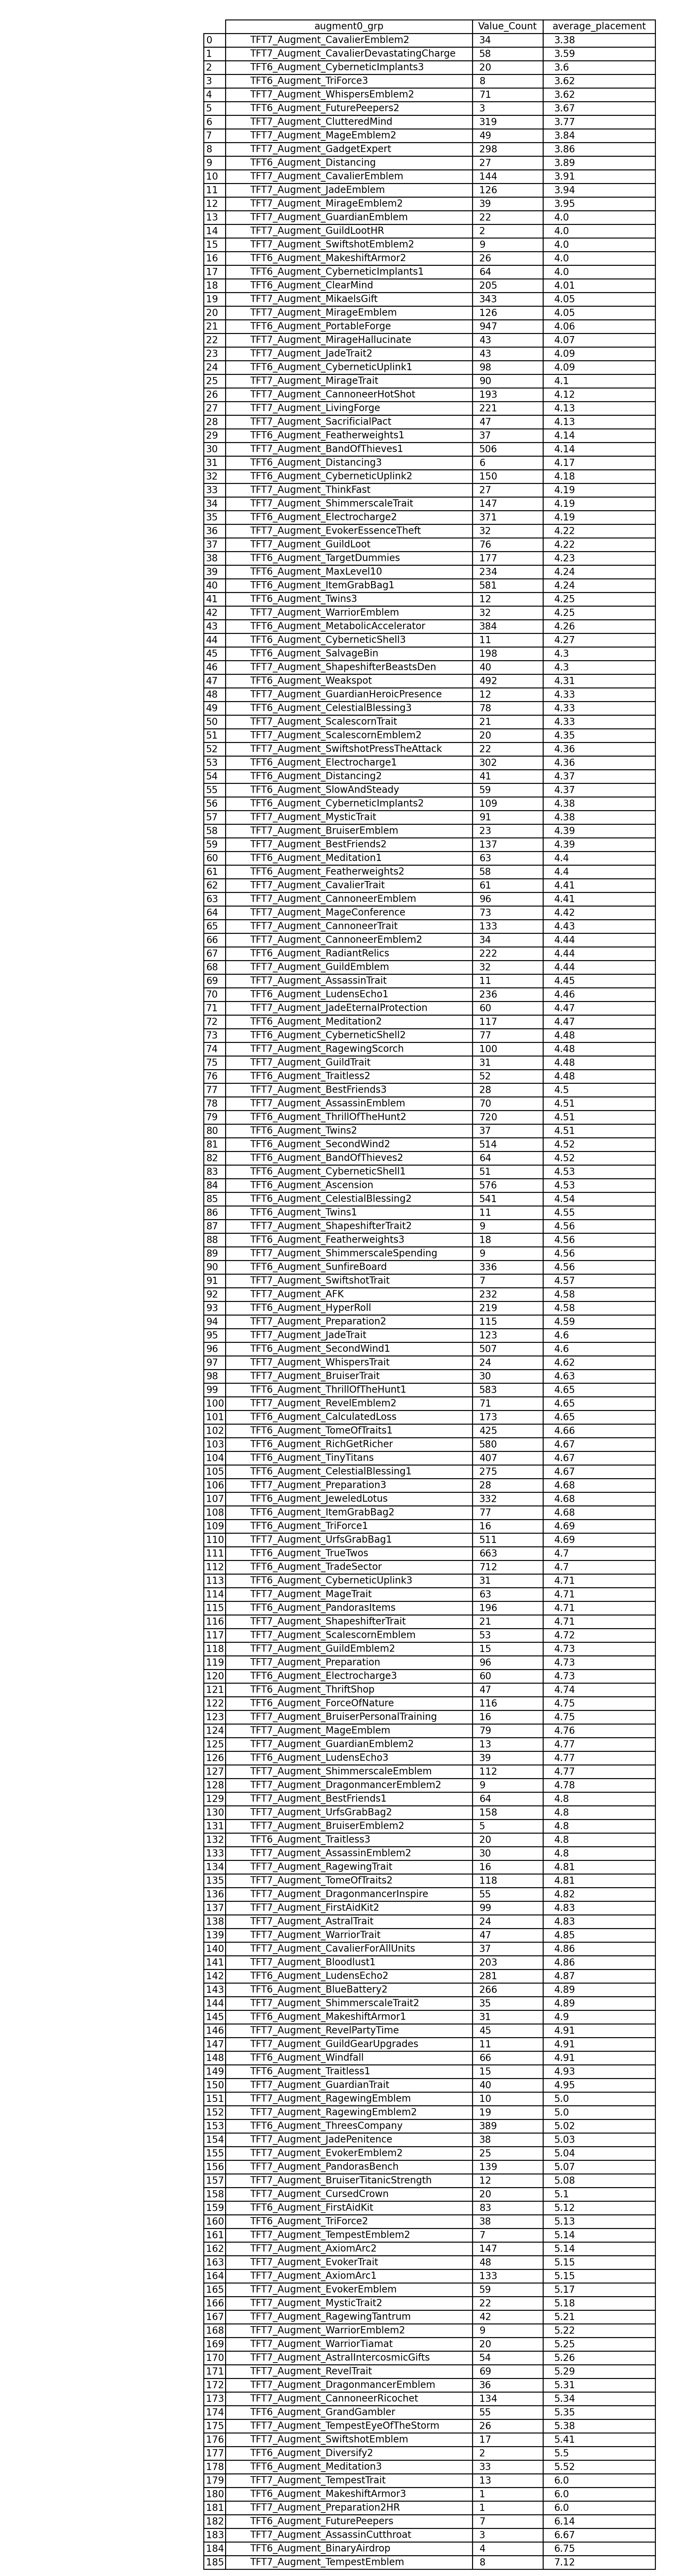 augment0_grp Value_Count average_placement
0 TFT7_Augment_CavalierEmblem2 34 3.38
1 TFT7_Augment_CavalierDevastatingCharge 58 3.59
2 TFT6_Augment_CyberneticImplants3 20 3.6
3 TFT6_Augment_TriForce3 8 3.62
4 TFT7_Augment_WhispersEmblem2 71 3.62
5 TFT6_Augment_FuturePeepers2 3 3.67
6 TFT7_Augment_ClutteredMind 319 3.77
7 TFT7_Augment_MageEmblem2 49 3.84
8 TFT7_Augment_GadgetExpert 298 3.86
9 TFT6_Augment_Distancing 27 3.89
10 TFT7_Augment_CavalierEmblem 144 3.91
11 TFT7_Augment_JadeEmblem 126 3.94
12 TFT7_Augment_MirageEmblem2 39 3.95
13 TFT7_Augment_GuardianEmblem 22 4.0
14 TFT7_Augment_GuildLootHR 2 4.0
15 TFT7_Augment_SwiftshotEmblem2 9 4.0
16 TFT6_Augment_MakeshiftArmor2 26 4.0
17 TFT6_Augment_CyberneticImplants1 64 4.0
18 TFT6_Augment_ClearMind 205 4.01
19 TFT7_Augment_MikaelsGift 343 4.05
20 TFT7_Augment_MirageEmblem 126 4.05
21 TFT6_Augment_PortableForge 947 4.06
22 TFT7_Augment_MirageHallucinate 43 4.07
23 TFT7_Augment_JadeTrait2 43 4.09
24 TFT6_Augment_CyberneticUplink1 98 4.09
25 TFT7_Augment_MirageTrait 90 4.1
26 TFT7_Augment_CannoneerHotShot 193 4.12
27 TFT7_Augment_LivingForge 221 4.13
28 TFT7_Augment_SacrificialPact 47 4.13
29 TFT6_Augment_Featherweights1 37 4.14
30 TFT7_Augment_BandOfThieves1 506 4.14
31 TFT6_Augment_Distancing3 6 4.17
32 TFT6_Augment_CyberneticUplink2 150 4.18
33 TFT7_Augment_ThinkFast 27 4.19
34 TFT7_Augment_ShimmerscaleTrait 147 4.19
35 TFT6_Augment_Electrocharge2 371 4.19
36 TFT7_Augment_EvokerEssenceTheft 32 4.22
37 TFT7_Augment_GuildLoot 76 4.22
38 TFT6_Augment_TargetDummies 177 4.23
39 TFT6_Augment_MaxLevel10 234 4.24
40 TFT6_Augment_ItemGrabBag1 581 4.24
41 TFT6_Augment_Twins3 12 4.25
42 TFT7_Augment_WarriorEmblem 32 4.25
43 TFT6_Augment_MetabolicAccelerator 384 4.26
44 TFT6_Augment_CyberneticShell3 11 4.27
45 TFT6_Augment_SalvageBin 198 4.3
46 TFT7_Augment_ShapeshifterBeastsDen 40 4.3
47 TFT6_Augment_Weakspot 492 4.31
48 TFT7_Augment_GuardianHeroicPresence 12 4.33
49 TFT6_Augment_CelestialBlessing3 78 4.33
50 TFT7_Augment_ScalescornTrait 21 4.33
51 TFT7_Augment_ScalescornEmblem2 20 4.35
52 TFT7_Augment_SwiftshotPressTheAttack 22 4.36
53 TFT6_Augment_Electrocharge1 302 4.36
54 TFT6_Augment_Distancing2 41 4.37
55 TFT6_Augment_SlowAndSteady 59 4.37
56 TFT6_Augment_CyberneticImplants2 109 4.38
57 TFT7_Augment_MysticTrait 91 4.38
58 TFT7_Augment_BruiserEmblem 23 4.39
59 TFT7_Augment_BestFriends2 137 4.39
60 TFT6_Augment_Meditation1 63 4.4
61 TFT6_Augment_Featherweights2 58 4.4
62 TFT7_Augment_CavalierTrait 61 4.41
63 TFT7_Augment_CannoneerEmblem 96 4.41
64 TFT7_Augment_MageConference 73 4.42
65 TFT7_Augment_CannoneerTrait 133 4.43
66 TFT7_Augment_CannoneerEmblem2 34 4.44
67 TFT6_Augment_RadiantRelics 222 4.44
68 TFT7_Augment_GuildEmblem 32 4.44
69 TFT7_Augment_AssassinTrait 11 4.45
70 TFT6_Augment_LudensEcho1 236 4.46
71 TFT7_Augment_JadeEternalProtection 60 4.47
72 TFT6_Augment_Meditation2 117 4.47
73 TFT6_Augment_CyberneticShell2 77 4.48
74 TFT7_Augment_RagewingScorch 100 4.48
75 TFT7_Augment_GuildTrait 31 4.48
76 TFT6_Augment_Traitless2 52 4.48
77 TFT7_Augment_BestFriends3 28 4.5
78 TFT7_Augment_AssassinEmblem 70 4.51
79 TFT6_Augment_ThrillOfTheHunt2 720 4.51
80 TFT6_Augment_Twins2 37 4.51
81 TFT6_Augment_SecondWind2 514 4.52
82 TFT6_Augment_BandOfThieves2 64 4.52
83 TFT6_Augment_CyberneticShell1 51 4.53
84 TFT6_Augment_Ascension 576 4.53
85 TFT6_Augment_CelestialBlessing2 541 4.54
86 TFT6_Augment_Twins1 11 4.55
87 TFT7_Augment_ShapeshifterTrait2 9 4.56
88 TFT6_Augment_Featherweights3 18 4.56
89 TFT7_Augment_ShimmerscaleSpending 9 4.56
90 TFT6_Augment_SunfireBoard 336 4.56
91 TFT7_Augment_SwiftshotTrait 7 4.57
92 TFT7_Augment_AFK 232 4.58
93 TFT6_Augment_HyperRoll 219 4.58
94 TFT7_Augment_Preparation2 115 4.59
95 TFT7_Augment_JadeTrait 123 4.6
96 TFT6_Augment_SecondWind1 507 4.6
97 TFT7_Augment_WhispersTrait 24 4.62
98 TFT7_Augment_BruiserTrait 30 4.63
99 TFT6_Augment_ThrillOfTheHunt1 583 4.65
100 TFT7_Augment_RevelEmblem2 71 4.65
101 TFT6_Augment_CalculatedLoss 173 4.65
102 TFT6_Augment_TomeOfTraits1 425 4.66
103 TFT6_Augment_RichGetRicher 580 4.67
104 TFT6_Augment_TinyTitans 407 4.67
105 TFT6_Augment_CelestialBlessing1 275 4.67
106 TFT7_Augment_Preparation3 28 4.68
107 TFT6_Augment_JeweledLotus 332 4.68
108 TFT6_Augment_ItemGrabBag2 77 4.68
109 TFT6_Augment_TriForce1 16 4.69
110 TFT7_Augment_UrfsGrabBag1 511 4.69
111 TFT6_Augment_TrueTwos 663 4.7
112 TFT6_Augment_TradeSector 712 4.7
113 TFT6_Augment_CyberneticUplink3 31 4.71
114 TFT7_Augment_MageTrait 63 4.71
115 TFT6_Augment_PandorasItems 196 4.71
116 TFT7_Augment_ShapeshifterTrait 21 4.71
117 TFT7_Augment_ScalescornEmblem 53 4.72
118 TFT7_Augment_GuildEmblem2 15 4.73
119 TFT7_Augment_Preparation 96 4.73
120 TFT6_Augment_Electrocharge3 60 4.73
121 TFT6_Augment_ThriftShop 47 4.74
122 TFT6_Augment_ForceOfNature 116 4.75
123 TFT7_Augment_BruiserPersonalTraining 16 4.75
124 TFT7_Augment_MageEmblem 79 4.76
125 TFT7_Augment_GuardianEmblem2 13 4.77
126 TFT6_Augment_LudensEcho3 39 4.77
127 TFT7_Augment_ShimmerscaleEmblem 112 4.77
128 TFT7_Augment_DragonmancerEmblem2 9 4.78
129 TFT7_Augment_BestFriends1 64 4.8
130 TFT7_Augment_UrfsGrabBag2 158 4.8
131 TFT7_Augment_BruiserEmblem2 5 4.8
132 TFT6_Augment_Traitless3 20 4.8
133 TFT7_Augment_AssassinEmblem2 30 4.8
134 TFT7_Augment_RagewingTrait 16 4.81
135 TFT7_Augment_TomeOfTraits2 118 4.81
136 TFT7_Augment_DragonmancerInspire 55 4.82
137 TFT7_Augment_FirstAidKit2 99 4.83
138 TFT7_Augment_AstralTrait 24 4.83
139 TFT7_Augment_WarriorTrait 47 4.85
140 TFT7_Augment_CavalierForAllUnits 37 4.86
141 TFT7_Augment_Bloodlust1 203 4.86
142 TFT6_Augment_LudensEcho2 281 4.87
143 TFT6_Augment_BlueBattery2 266 4.89
144 TFT7_Augment_ShimmerscaleTrait2 35 4.89
145 TFT6_Augment_MakeshiftArmor1 31 4.9
146 TFT7_Augment_RevelPartyTime 45 4.91
147 TFT7_Augment_GuildGearUpgrades 11 4.91
148 TFT6_Augment_Windfall 66 4.91
149 TFT6_Augment_Traitless1 15 4.93
150 TFT7_Augment_GuardianTrait 40 4.95
151 TFT7_Augment_RagewingEmblem 10 5.0
152 TFT7_Augment_RagewingEmblem2 19 5.0
153 TFT6_Augment_ThreesCompany 389 5.02
154 TFT7_Augment_JadePenitence 38 5.03
155 TFT7_Augment_EvokerEmblem2 25 5.04
156 TFT7_Augment_PandorasBench 139 5.07
157 TFT7_Augment_BruiserTitanicStrength 12 5.08
158 TFT7_Augment_CursedCrown 20 5.1
159 TFT6_Augment_FirstAidKit 83 5.12
160 TFT6_Augment_TriForce2 38 5.13
161 TFT7_Augment_TempestEmblem2 7 5.14
162 TFT7_Augment_AxiomArc2 147 5.14
163 TFT7_Augment_EvokerTrait 48 5.15
164 TFT7_Augment_AxiomArc1 133 5.15
165 TFT7_Augment_EvokerEmblem 59 5.17
166 TFT7_Augment_MysticTrait2 22 5.18
167 TFT7_Augment_RagewingTantrum 42 5.21
168 TFT7_Augment_WarriorEmblem2 9 5.22
169 TFT7_Augment_WarriorTiamat 20 5.25
170 TFT7_Augment_AstralIntercosmicGifts 54 5.26
171 TFT7_Augment_RevelTrait 69 5.29
172 TFT7_Augment_DragonmancerEmblem 36 5.31
173 TFT7_Augment_CannoneerRicochet 134 5.34
174 TFT6_Augment_GrandGambler 55 5.35
175 TFT7_Augment_TempestEyeOfTheStorm 26 5.38
176 TFT7_Augment_SwiftshotEmblem 17 5.41
177 TFT6_Augment_Diversify2 2 5.5
178 TFT6_Augment_Meditation3 33 5.52
179 TFT7_Augment_TempestTrait 13 6.0
180 TFT6_Augment_MakeshiftArmor3 1 6.0
181 TFT7_Augment_Preparation2HR 1 6.0
182 TFT6_Augment_FuturePeepers 7 6.14
183 TFT7_Augment_AssassinCutthroat 3 6.67
184 TFT6_Augment_BinaryAirdrop 4 6.75
185 TFT7_Augment_TempestEmblem 8 7.12